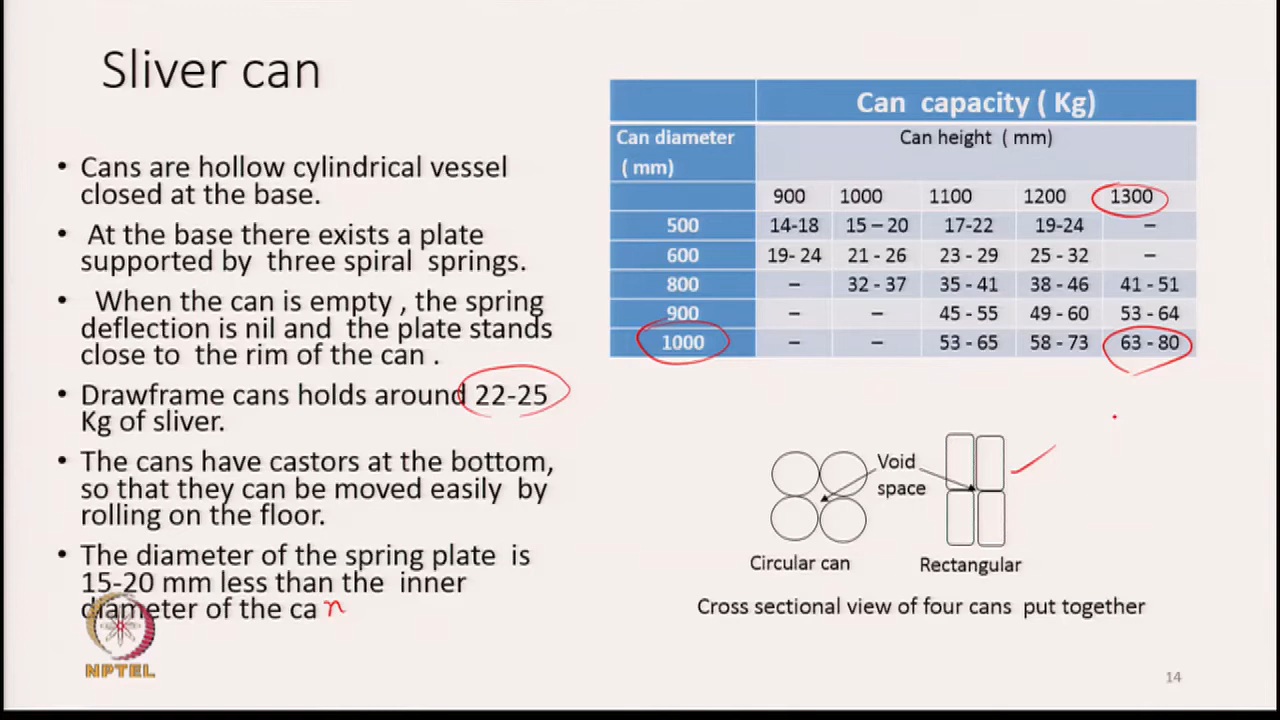 Sliver can
• Cans are hollow cylindrical vessel
closed at the base.
• At the base there exists a plate
supported by three spiral springs.
• When the can is empty , the spring
deflection is nil and the plate stands
close to the rim of the can .
• Drawframe cans holds around 22-25
Kg of sliver.
• The cans have castors at the bottom,
so that they can be moved easily by
rolling on the floor.
• The diameter of the spring plate is
15-20 mm less than the inner
diameter of the ca n
NPTEL
Can capacity ( Kg)
Can diameter Can height ( mm)
( mm)
900 1000 1100 1200 1300
500 14-18 15 – 20 17-22 19-24 –
600 19- 24 21 - 26 23 - 29 25 - 32 –
800 – 32 - 37 35 - 41 38 - 46 41 - 51
900 – – 45 - 55 49 - 60 53 - 64
1000 – – 53 - 65 58 - 73 63 - 80
Void
space
Circular can Rectangular
Cross sectional view of four cans put together
14